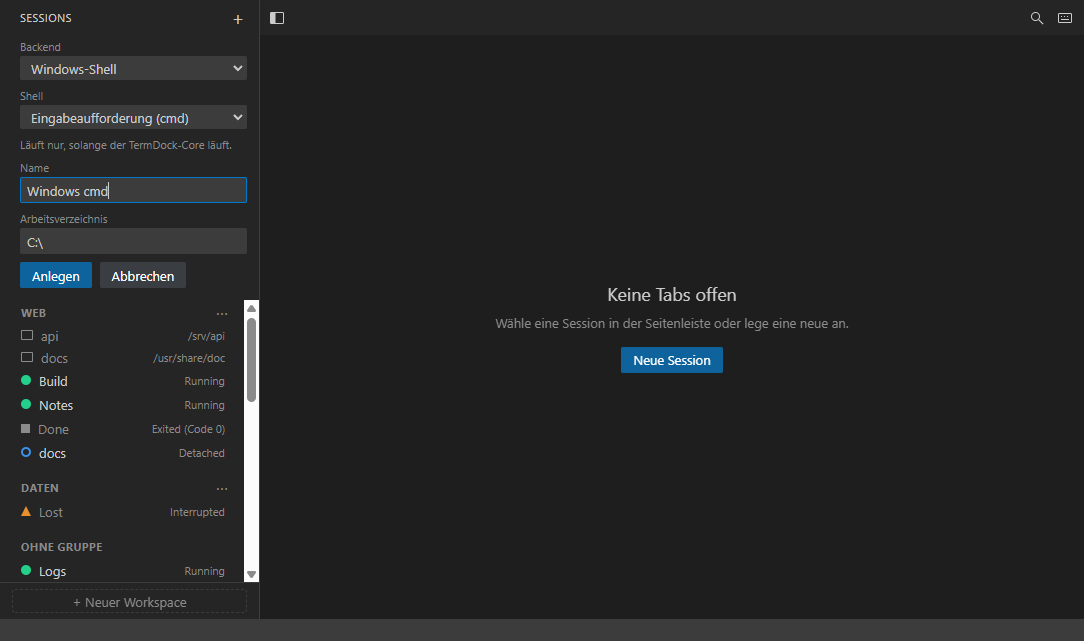 SESSIONS
+
Backend
Windows-Shell
Shell
Eingabeaufforderung (cmd)
Läuft nur, solange der TermDock-Core läuft.
Name
Windows cmd
Arbeitsverzeichnis
C:\
Anlegen Abbrechen
WEB ...
api /srv/api
docs /usr/share/doc
Build Running
Notes Running
Done Exited (Code 0)
docs Detached
DATEN ...
Lost Interrupted
OHNE GRUPPE
Logs Running
+ Neuer Workspace
Keine Tabs offen
Wähle eine Session in der Seitenleiste oder lege eine neue an.
Neue Session